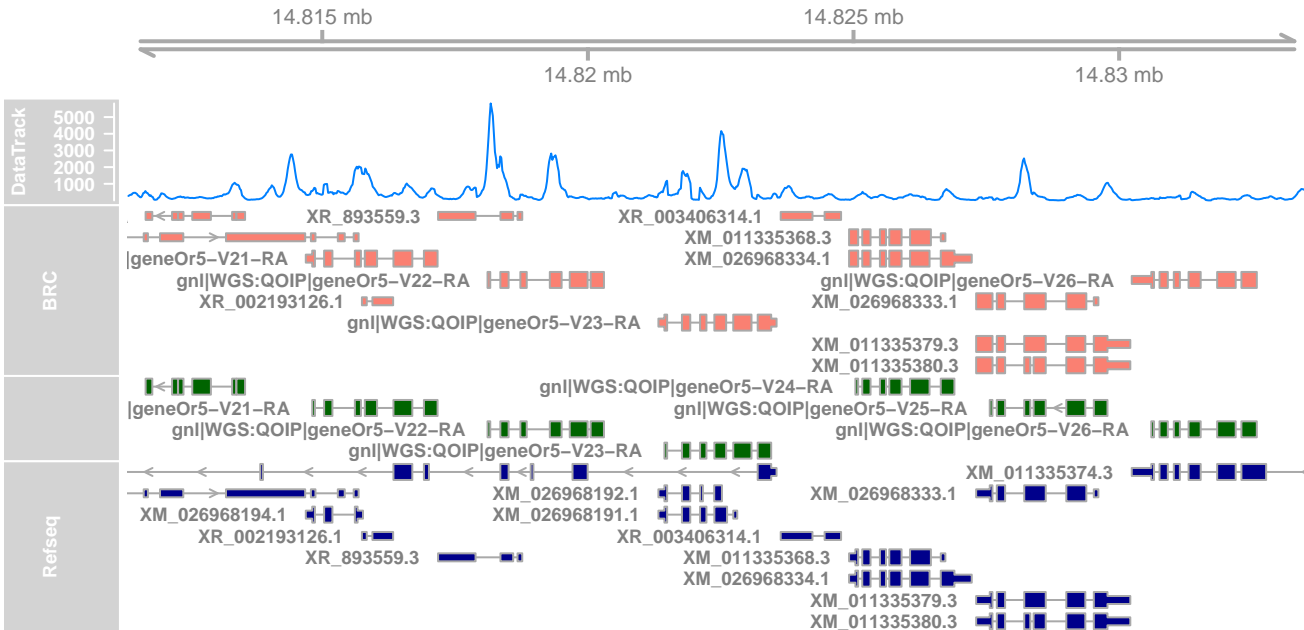 14.815 mb 14.825 mb
14.82 mb 14.83 mb
DataTrack
5000
4000
3000
2000
1000
BRC
XR_893559.3 XR_003406314.1
XM_011335368.3
|geneOr5−V21−RA XM_026968334.1
gnl|WGS:QOIP|geneOr5−V22−RA gnl|WGS:QOIP|geneOr5−V26−RA
XR_002193126.1 XM_026968333.1
gnl|WGS:QOIP|geneOr5−V23−RA
XM_011335379.3
XM_011335380.3
gnl|WGS:QOIP|geneOr5−V24−RA
|geneOr5−V21−RA gnl|WGS:QOIP|geneOr5−V25−RA
gnl|WGS:QOIP|geneOr5−V22−RA gnl|WGS:QOIP|geneOr5−V26−RA
gnl|WGS:QOIP|geneOr5−V23−RA
Refseq
XM_011335374.3
XM_026968192.1 XM_026968333.1
XM_026968194.1 XM_026968191.1
XR_002193126.1 XR_003406314.1
XR_893559.3 XM_011335368.3
XM_026968334.1
XM_011335379.3
XM_011335380.3